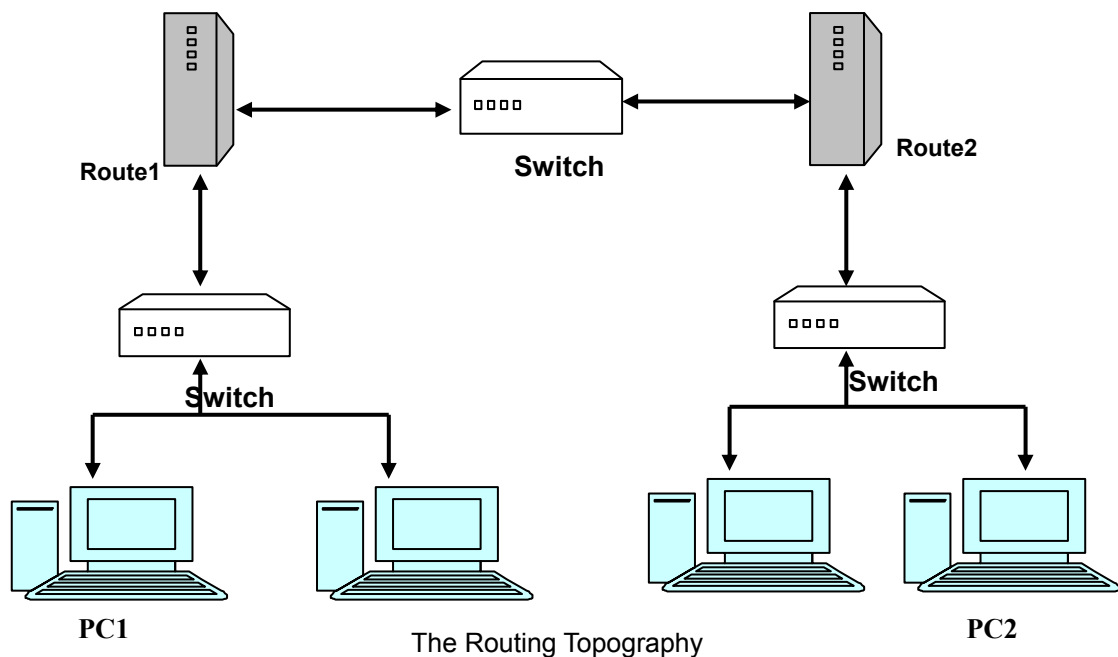 Route1
Switch
Route2
Switch
Switch
PC1
The Routing Topography
PC2